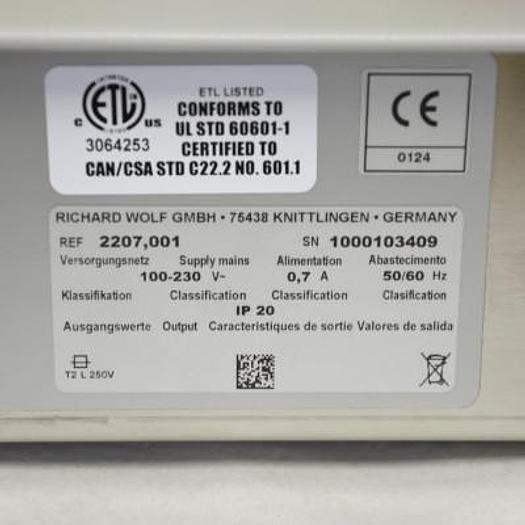 ETL LISTED
CONFORMS TO
UL STD 60601-1
CERTIFIED TO
CAN/CSA STD C22.2 NO. 601.1
C ETL US
3064253
CE
0124
RICHARD WOLF GMBH • 75438 KNITTLINGEN • GERMANY
REF 2207,001 SN 1000103409
Versorgungsnetz Supply mains Alimentation Abastecimento
100-230 V~ 0,7 A 50/60 Hz
Klassifikation Classification Classification Clasification
IP 20
Ausgangswerte Output Caracteristiques de sortie Valores de salida
T2 L 250V